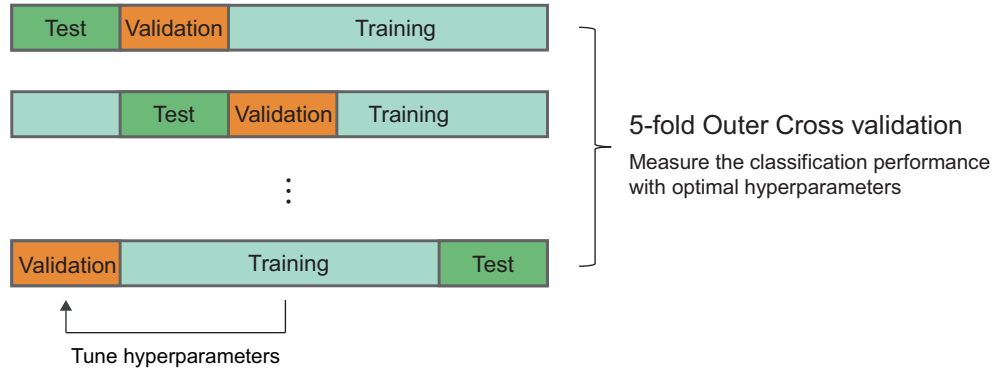 Test Validation Training
Test Validation Training
5-fold Outer Cross validation
Measure the classification performance
with optimal hyperparameters
Validation Training Test
Tune hyperparameters